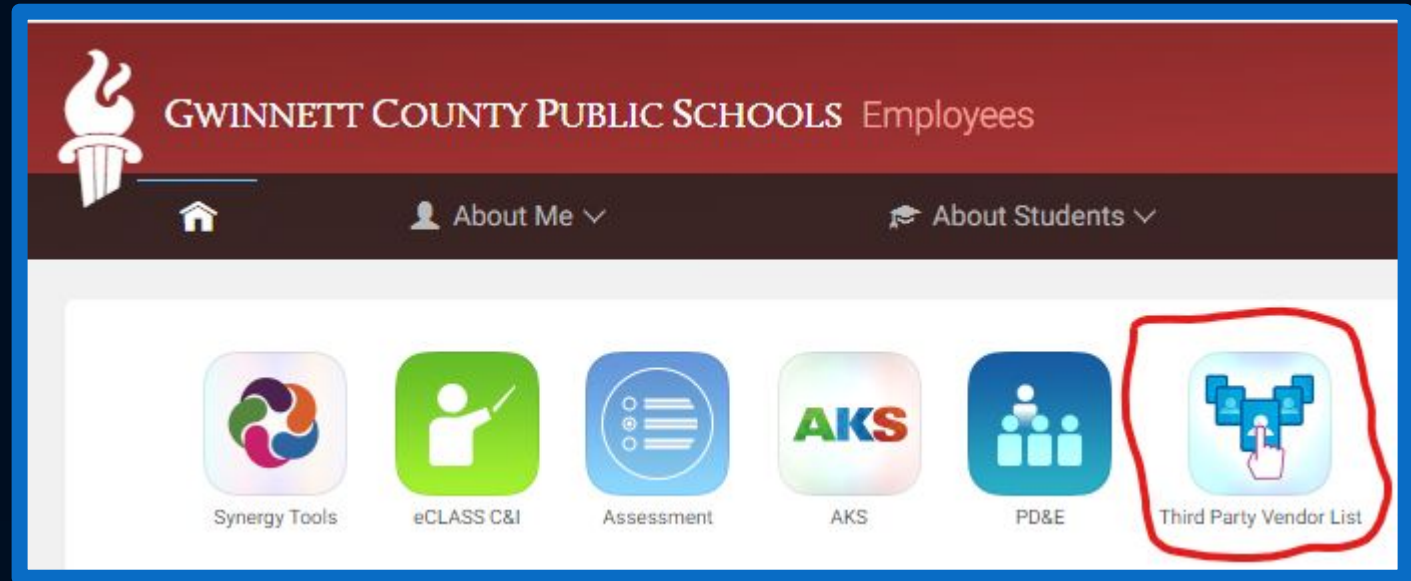 GWINNETT COUNTY PUBLIC SCHOOLS Employees
About Me About Students
AKS
Synergy Tools eCLASS C&I Assessment AKS PD&E Third Party Vendor List